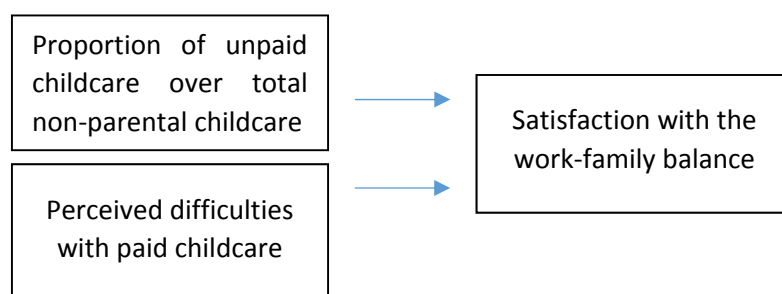 Proportion of unpaid
childcare over total
non-parental childcare
Perceived difficulties
with paid childcare
Satisfaction with the
work-family balance